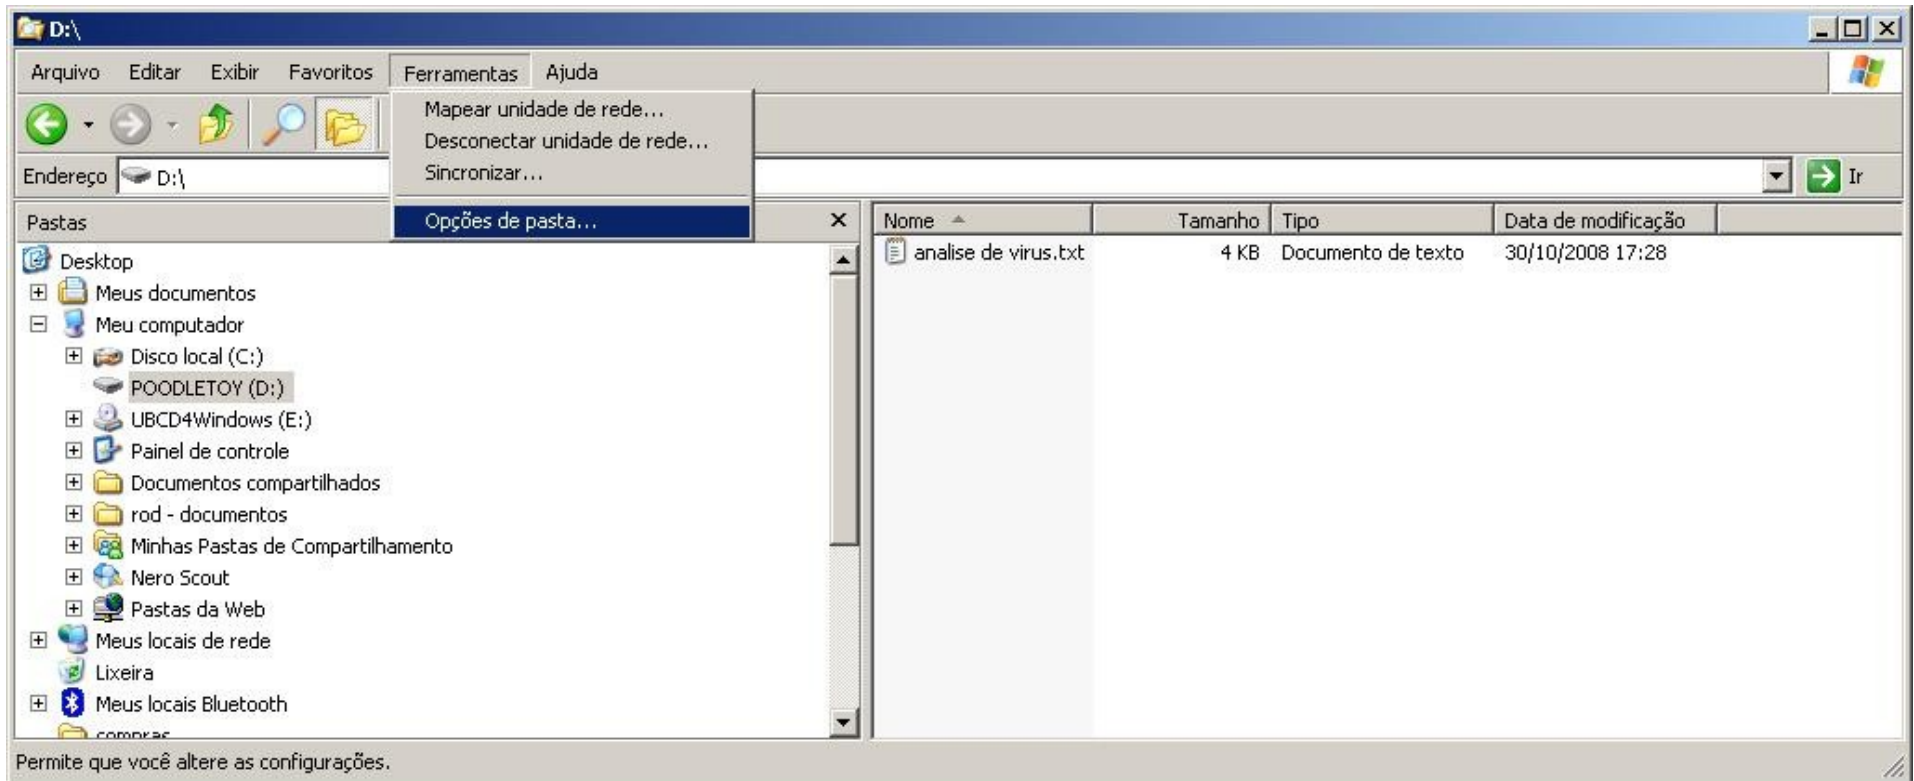 D:\
Arquivo Editar Exibir Favoritos Ferramentas Ajuda
Mapear unidade de rede...
Desconectar unidade de rede...
Sincronizar...
Opções de pasta...
Endereço D:\ Ir
Pastas
Desktop
Meus documentos
Meu computador
Disco local (C:)
POODLETOY (D:)
UBCD4Windows (E:)
Painel de controle
Documentos compartilhados
rod - documentos
Minhas Pastas de Compartilhamento
Nero Scout
Pastas da Web
Meus locais de rede
Lixeira
Meus locais Bluetooth
compras
Nome Tamanho Tipo Data de modificação
analise de virus.txt 4 KB Documento de texto 30/10/2008 17:28
Permite que você altere as configurações.